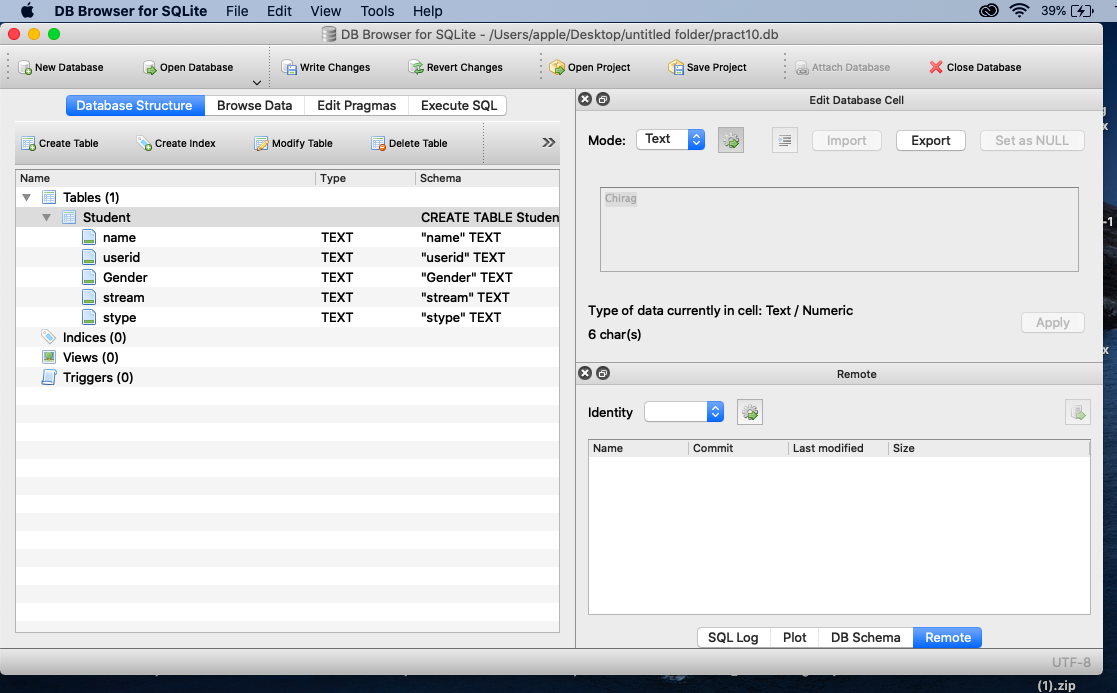 DB Browser for SQLite File Edit View Tools Help 39%
DB Browser for SQLite - /Users/apple/Desktop/untitled folder/pract10.db
New Database Open Database Write Changes Revert Changes Open Project Save Project Attach Database Close Database
Database Structure Browse Data Edit Pragmas Execute SQL
Create Table Create Index Modify Table Delete Table »
Name Type Schema
Tables (1)
Student CREATE TABLE Studen
name TEXT "name" TEXT
userid TEXT "userid" TEXT
Gender TEXT "Gender" TEXT
stream TEXT "stream" TEXT
stype TEXT "stype" TEXT
Indices (0)
Views (0)
Triggers (0)
Edit Database Cell
Mode: Text Import Export Set as NULL
Chirag
Type of data currently in cell: Text / Numeric
6 char(s)
Apply
Remote
Identity
Name Commit Last modified Size
SQL Log Plot DB Schema Remote
UTF-8
g
x
-1
x
(1).zip